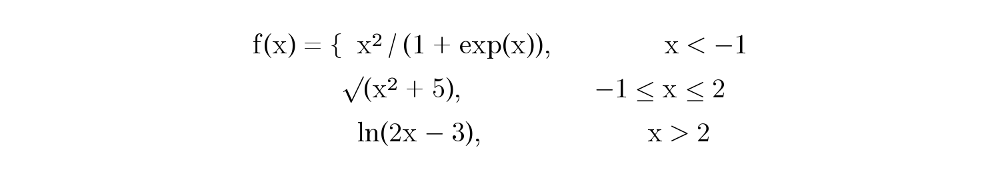 f(x) = { x² / (1 + exp(x)), x < −1
√(x² + 5), −1 ≤ x ≤ 2
ln(2x − 3), x > 2